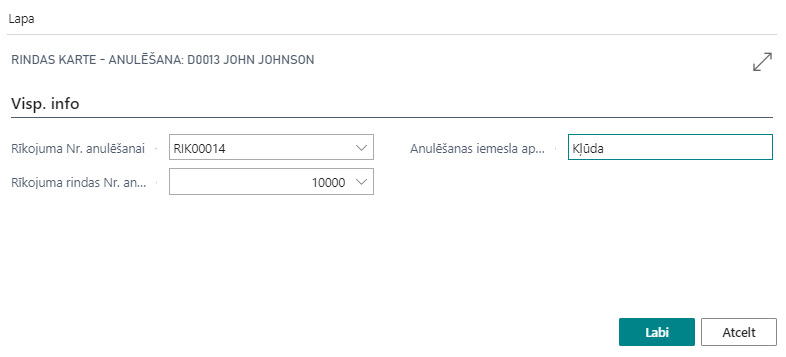 Lapa
RINDAS KARTE - ANULĒŠANA: D0013 JOHN JOHNSON
Visp. info
Rīkojuma Nr. anulēšanai
RIK00014
Anulēšanas iemesla ap...
Kļūda
Rīkojuma rindas Nr. an...
10000
Labi
Atcelt